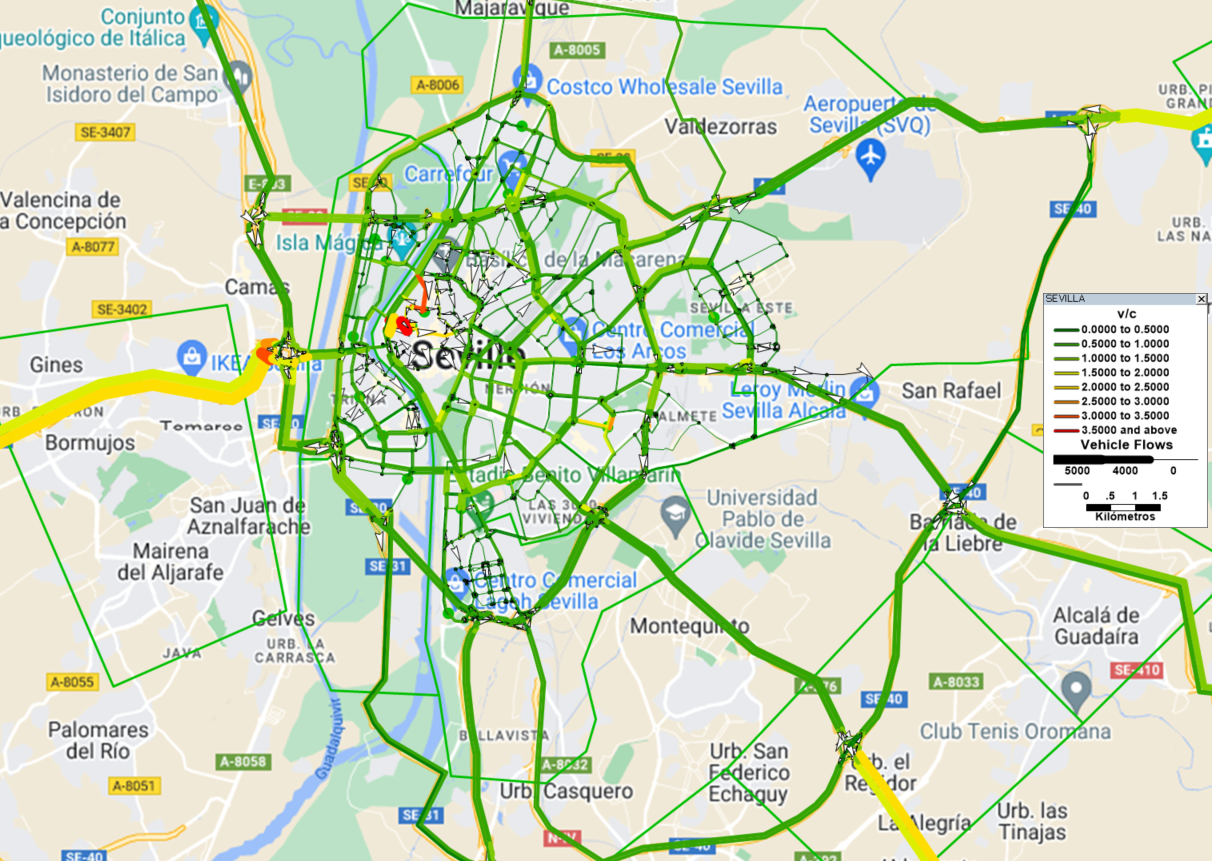 Majaravique
Conjunto
queológico de Itálica
A-8005
Monasterio de San
Isidoro del Campo
A-8006
Costco Wholesale Sevilla
URB. PI
GRAN
Aeropuerto de
Sevilla (SVQ)
SE-3407
Valdezorras
Carrefour
E-803
SE-30
SE-20
Valencina de
a Concepción
SE-40
A-8077
Isla Mágica
URB.
LAS NA
Basílica de la Macarena
Camas
SE-3402
SEVILLA ESTE
Centro Comercial
Los Arcos
Gines
IKEA Sevilla
Sevilla
NERVIÓN
Leroy Merlin
Sevilla Alcalá
San Rafael
TRIANA
PALMETE
Bormujos
Tomares
Estadio Benito Villamarín
San Juan de
Aznalfarache
LAS 3000
VIVIEND
Universidad
Pablo de
Olavide Sevilla
SE-40
Barriada de
la Liebre
Mairena
del Aljarafe
SE-31
Centro Comercial
Lagoh Sevilla
Gelves
Montequinto
Alcalá de
Guadaíra
URB. LA
CARRASCA
JAVA
SE-410
A-8055
A-376
SE-40
A-8033
Club Tenis Oromana
Palomares
del Río
Guadalquivir
BELLAVISTA
A-8058
A-8032
Urb. San
Federico
Echaguy
Urb. el
Regidor
A-8051
Urb. Casquero
SE-31
Urb. las
Tinajas
La Alegría
N-IV
SE-40
SE-40
SEVILLA
v/c
0.0000 to 0.5000
0.5000 to 1.0000
1.0000 to 1.5000
1.5000 to 2.0000
2.0000 to 2.5000
2.5000 to 3.0000
3.0000 to 3.5000
3.5000 and above
Vehicle Flows
5000 4000 0
0 .5 1 1.5
Kilómetros